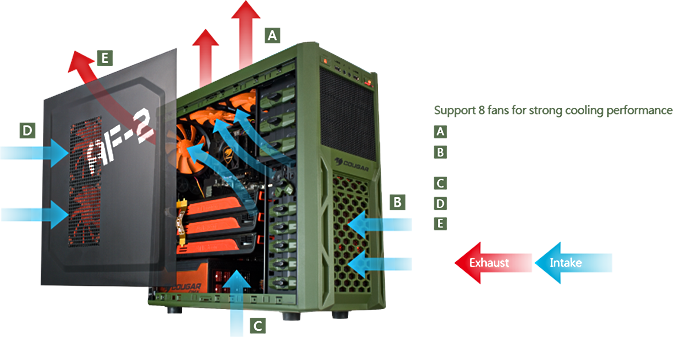 A
E
D
AF-2
COUGAR
B
C
COUGAR
Support 8 fans for strong cooling performance
A
B
C
D
E
Exhaust
Intake